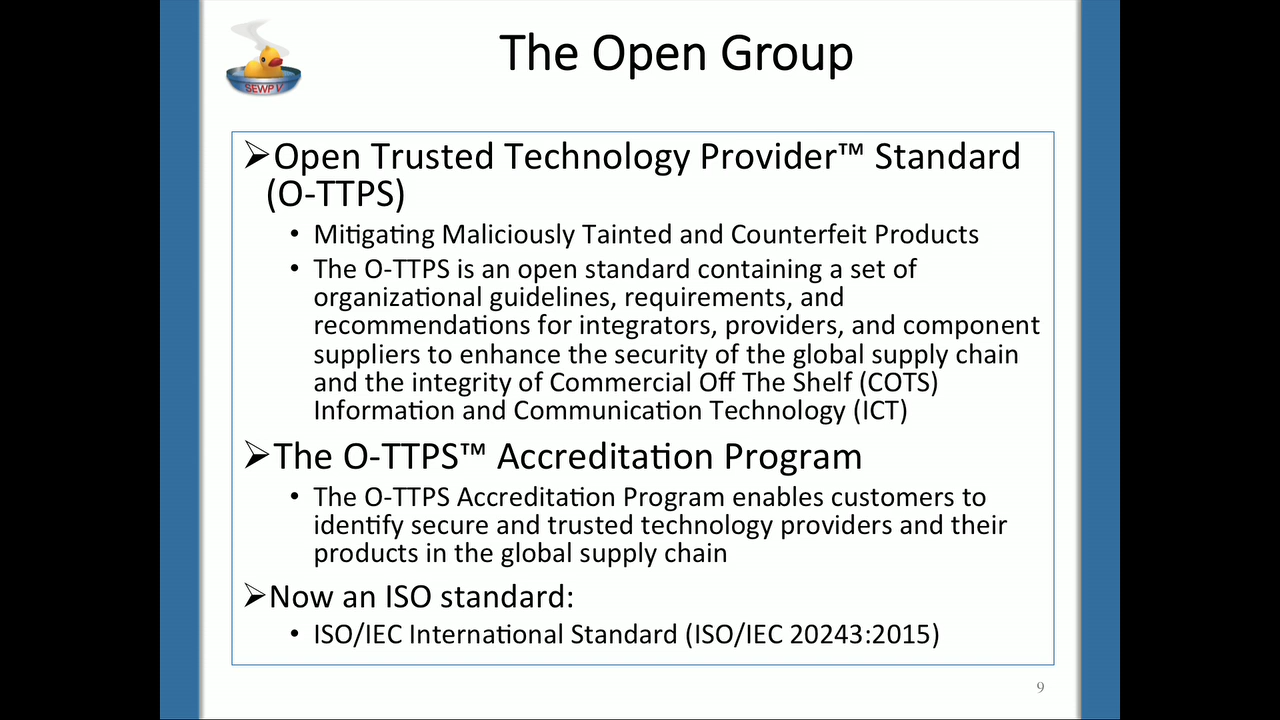 The Open Group
SEWP V
➢Open Trusted Technology Provider™ Standard
(O-TTPS)
• Mitigating Maliciously Tainted and Counterfeit Products
• The O-TTPS is an open standard containing a set of
organizational guidelines, requirements, and
recommendations for integrators, providers, and component
suppliers to enhance the security of the global supply chain
and the integrity of Commercial Off The Shelf (COTS)
Information and Communication Technology (ICT)
➢The O-TTPS™ Accreditation Program
• The O-TTPS Accreditation Program enables customers to
identify secure and trusted technology providers and their
products in the global supply chain
➢Now an ISO standard:
• ISO/IEC International Standard (ISO/IEC 20243:2015)
9